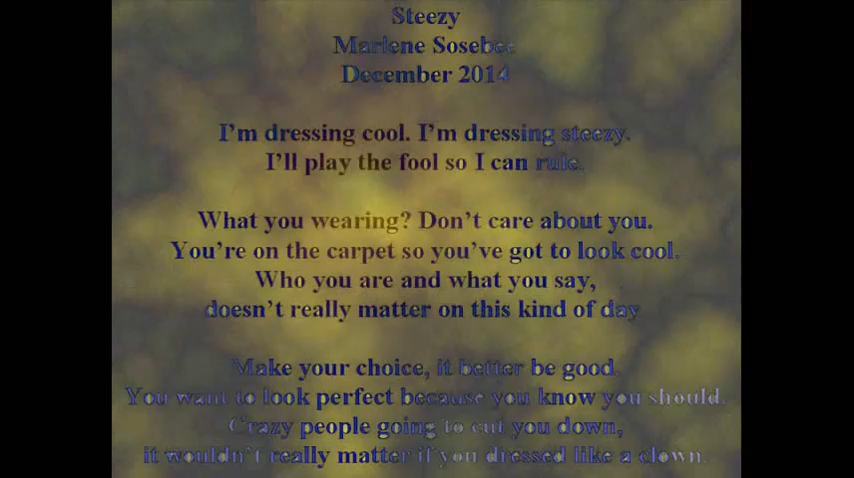 Steezy
Marlene Sosebee
December 2014
I'm dressing cool. I'm dressing steezy.
I'll play the fool so I can rule.
What you wearing? Don't care about you.
You're on the carpet so you've got to look cool.
Who you are and what you say,
doesn't really matter on this kind of day
Make your choice, it better be good.
You want to look perfect because you know you should.
Crazy people going to cut you down,
it wouldn't really matter if you dressed like a clown.